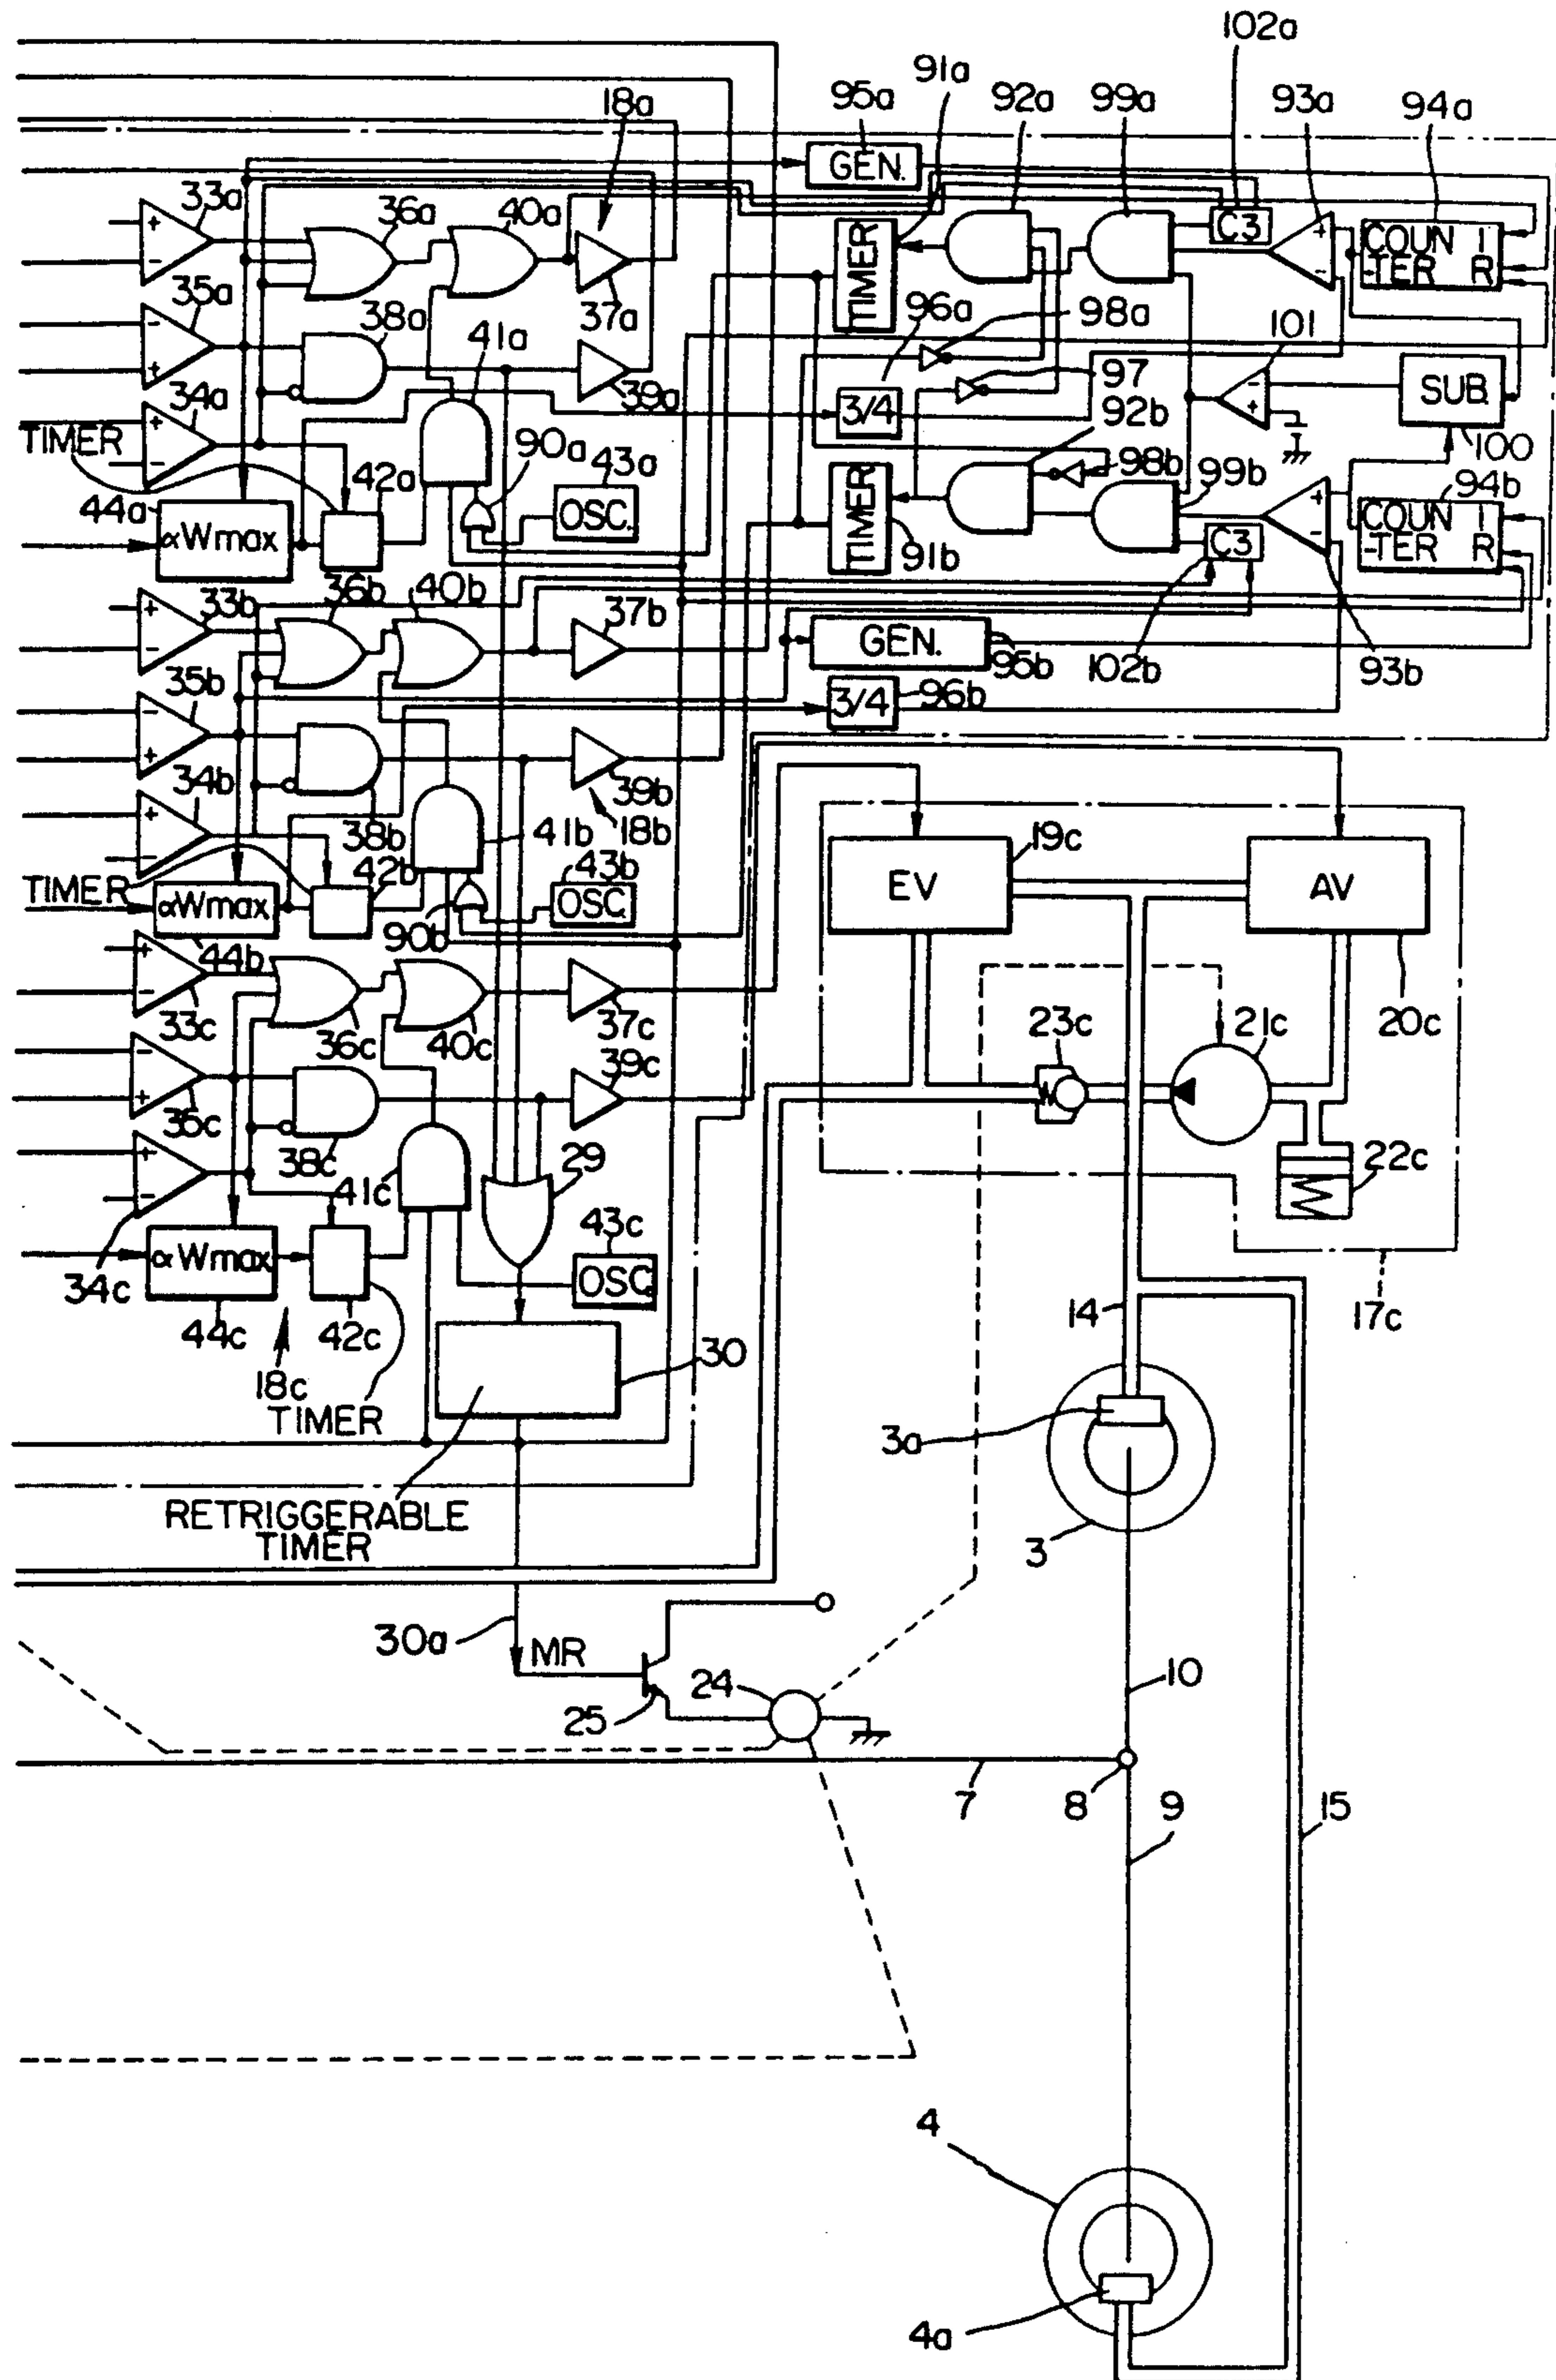 102a
91a
18a
95a
92a
99a
93a
94a
GEN.
33a
36a
40a
C3
COUN I
-TER R
TIMER
35a
38a
37a
96a
98a
101
41a
34a
39a
3/4
97
SUB.
TIMER
92b
90a
43a
98b
99b
100
44a
42a
OSC.
TIMER
94b
αWmax
91b
C3
COUN I
-TER R
33b
36b
40b
37b
GEN.
95b
102b
93b
35b
3/4
96b
34b
38b
41b
39b
18b
19c
TIMER
42b
43b
EV
AV
αWmax
OSC.
90b
44b
33c
36c
40c
37c
23c
21c
20c
35c
39c
38c
41c
29
22c
43c
αWmax
OSC.
34c
44c
42c
14
17c
18c
30
TIMER
3a
RETRIGGERABLE
TIMER
3
30a
MR
24
10
25
7
8
9
15
4
4a
+
-
-
+
+
-
+
-
-
+
+
-
+
-
-
+
+
-
+
-
-
+
+
-